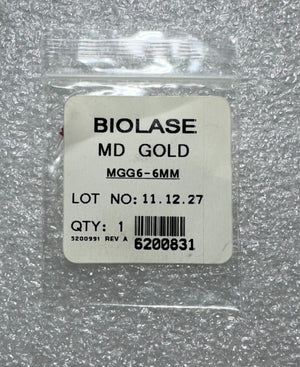 BIOLASE
MD GOLD
MGG6-6MM
LOT NO: 11.12.27
QTY: 1
3200991 REV A 6200831